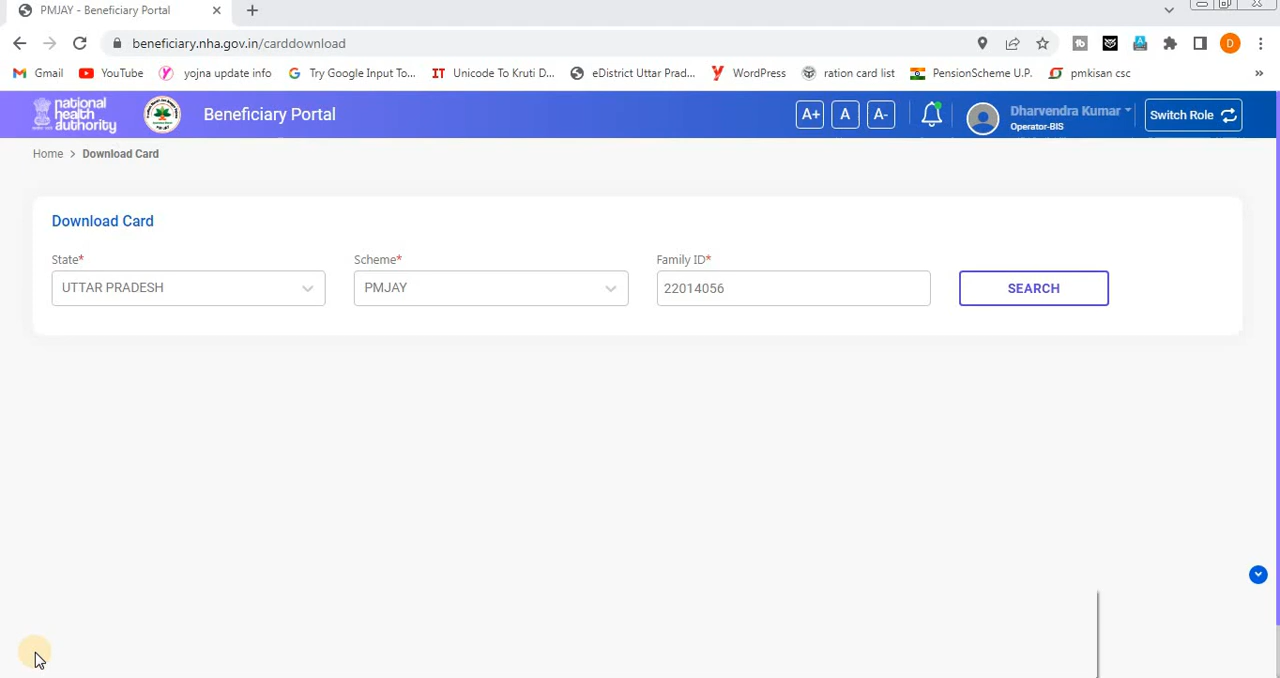 PMJAY - Beneficiary Portal
beneficiary.nha.gov.in/carddownload
D
Gmail
YouTube
yojna update info
Try Google Input To...
IT Unicode To Kruti D...
eDistrict Uttar Prad...
WordPress
ration card list
PensionScheme U.P.
pmkisan csc
»
national
health
authority
Beneficiary Portal
A+
A
A-
Dharvendra Kumar
Operator-BIS
Switch Role
Home > Download Card
Download Card
State*
Scheme*
Family ID*
UTTAR PRADESH
PMJAY
22014056
SEARCH